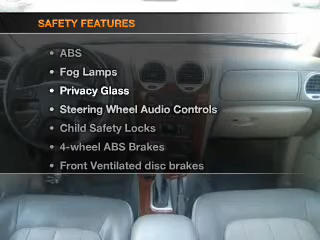 SAFETY FEATURES
• ABS
• Fog Lamps
• Privacy Glass
• Steering Wheel Audio Controls
• Child Safety Locks
• 4-wheel ABS Brakes
• Front Ventilated disc brakes